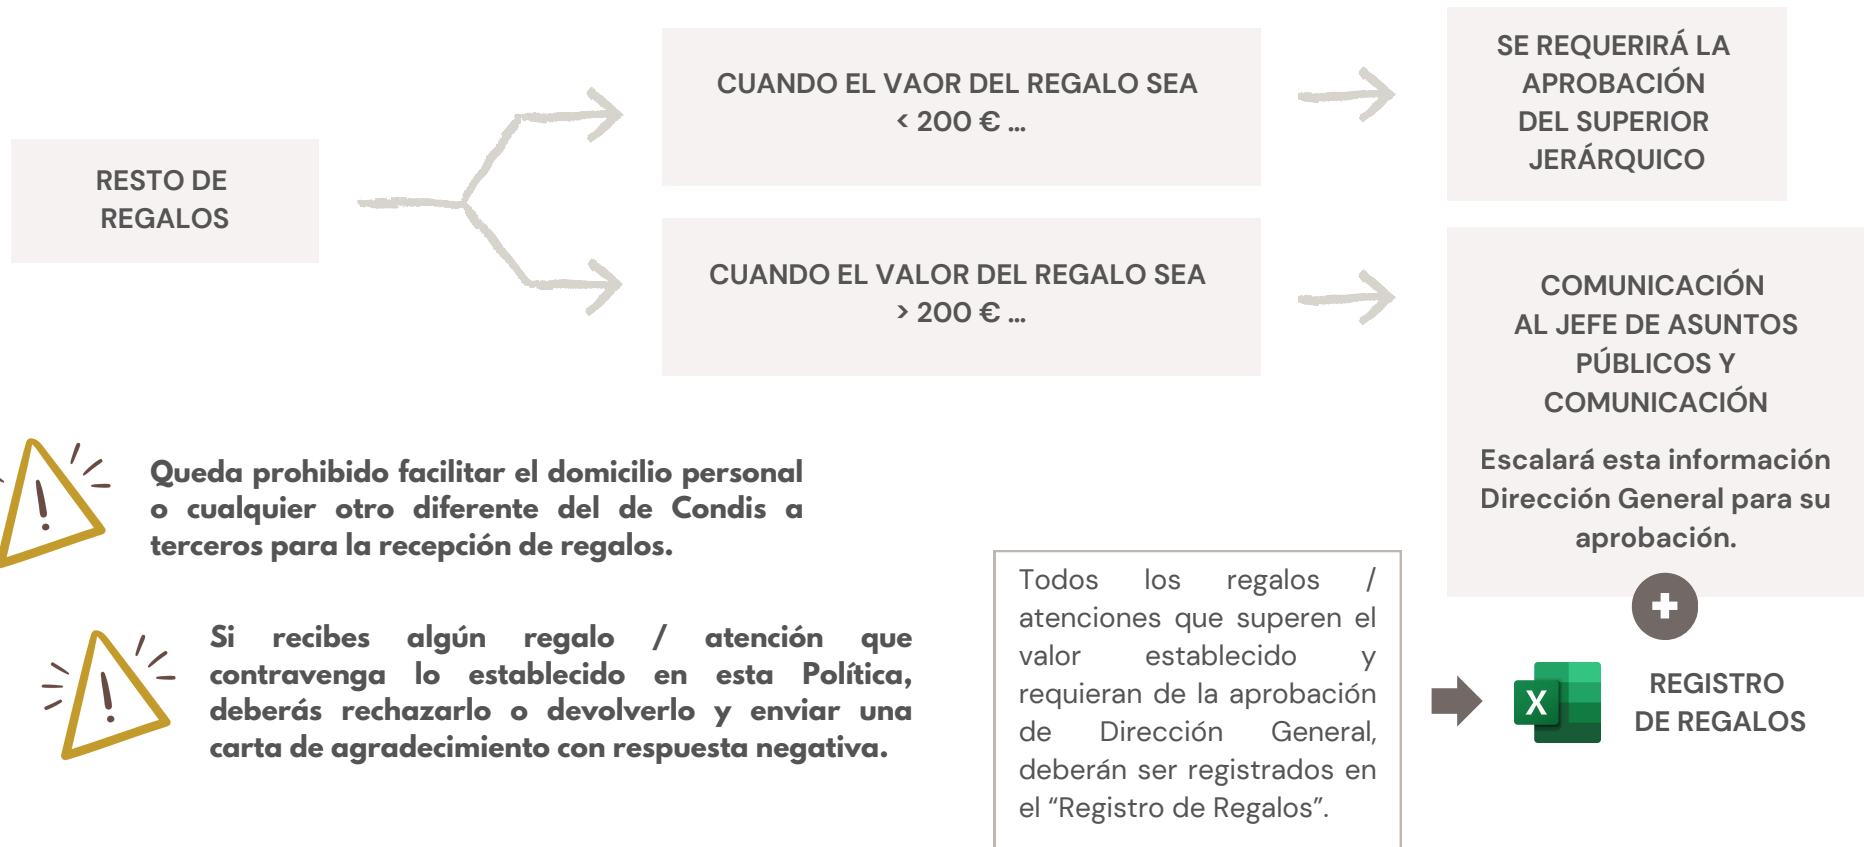 RESTO DE
REGALOS
CUANDO EL VAOR DEL REGALO SEA
< 200 € ...
SE REQUERIRÁ LA
APROBACIÓN
DEL SUPERIOR
JERÁRQUICO
CUANDO EL VALOR DEL REGALO SEA
> 200 € ...
COMUNICACIÓN
AL JEFE DE ASUNTOS
PÚBLICOS Y
COMUNICACIÓN
Escalará esta información
Dirección General para su
aprobación.
Queda prohibido facilitar el domicilio personal
o cualquier otro diferente del de Condis a
terceros para la recepción de regalos.
Si recibes algún regalo / atención que
contravenga lo establecido en esta Política,
deberás rechazarlo o devolverlo y enviar una
carta de agradecimiento con respuesta negativa.
Todos los regalos /
atenciones que superen el
valor establecido y
requieran de la aprobación
de Dirección General,
deberán ser registrados en
el “Registro de Regalos”.
X
REGISTRO
DE REGALOS